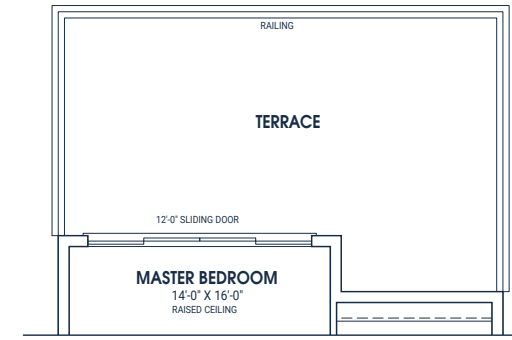 RAILING
TERRACE
12'-0" SLIDING DOOR
MASTER BEDROOM
14'-0" X 16'-0"
RAISED CEILING